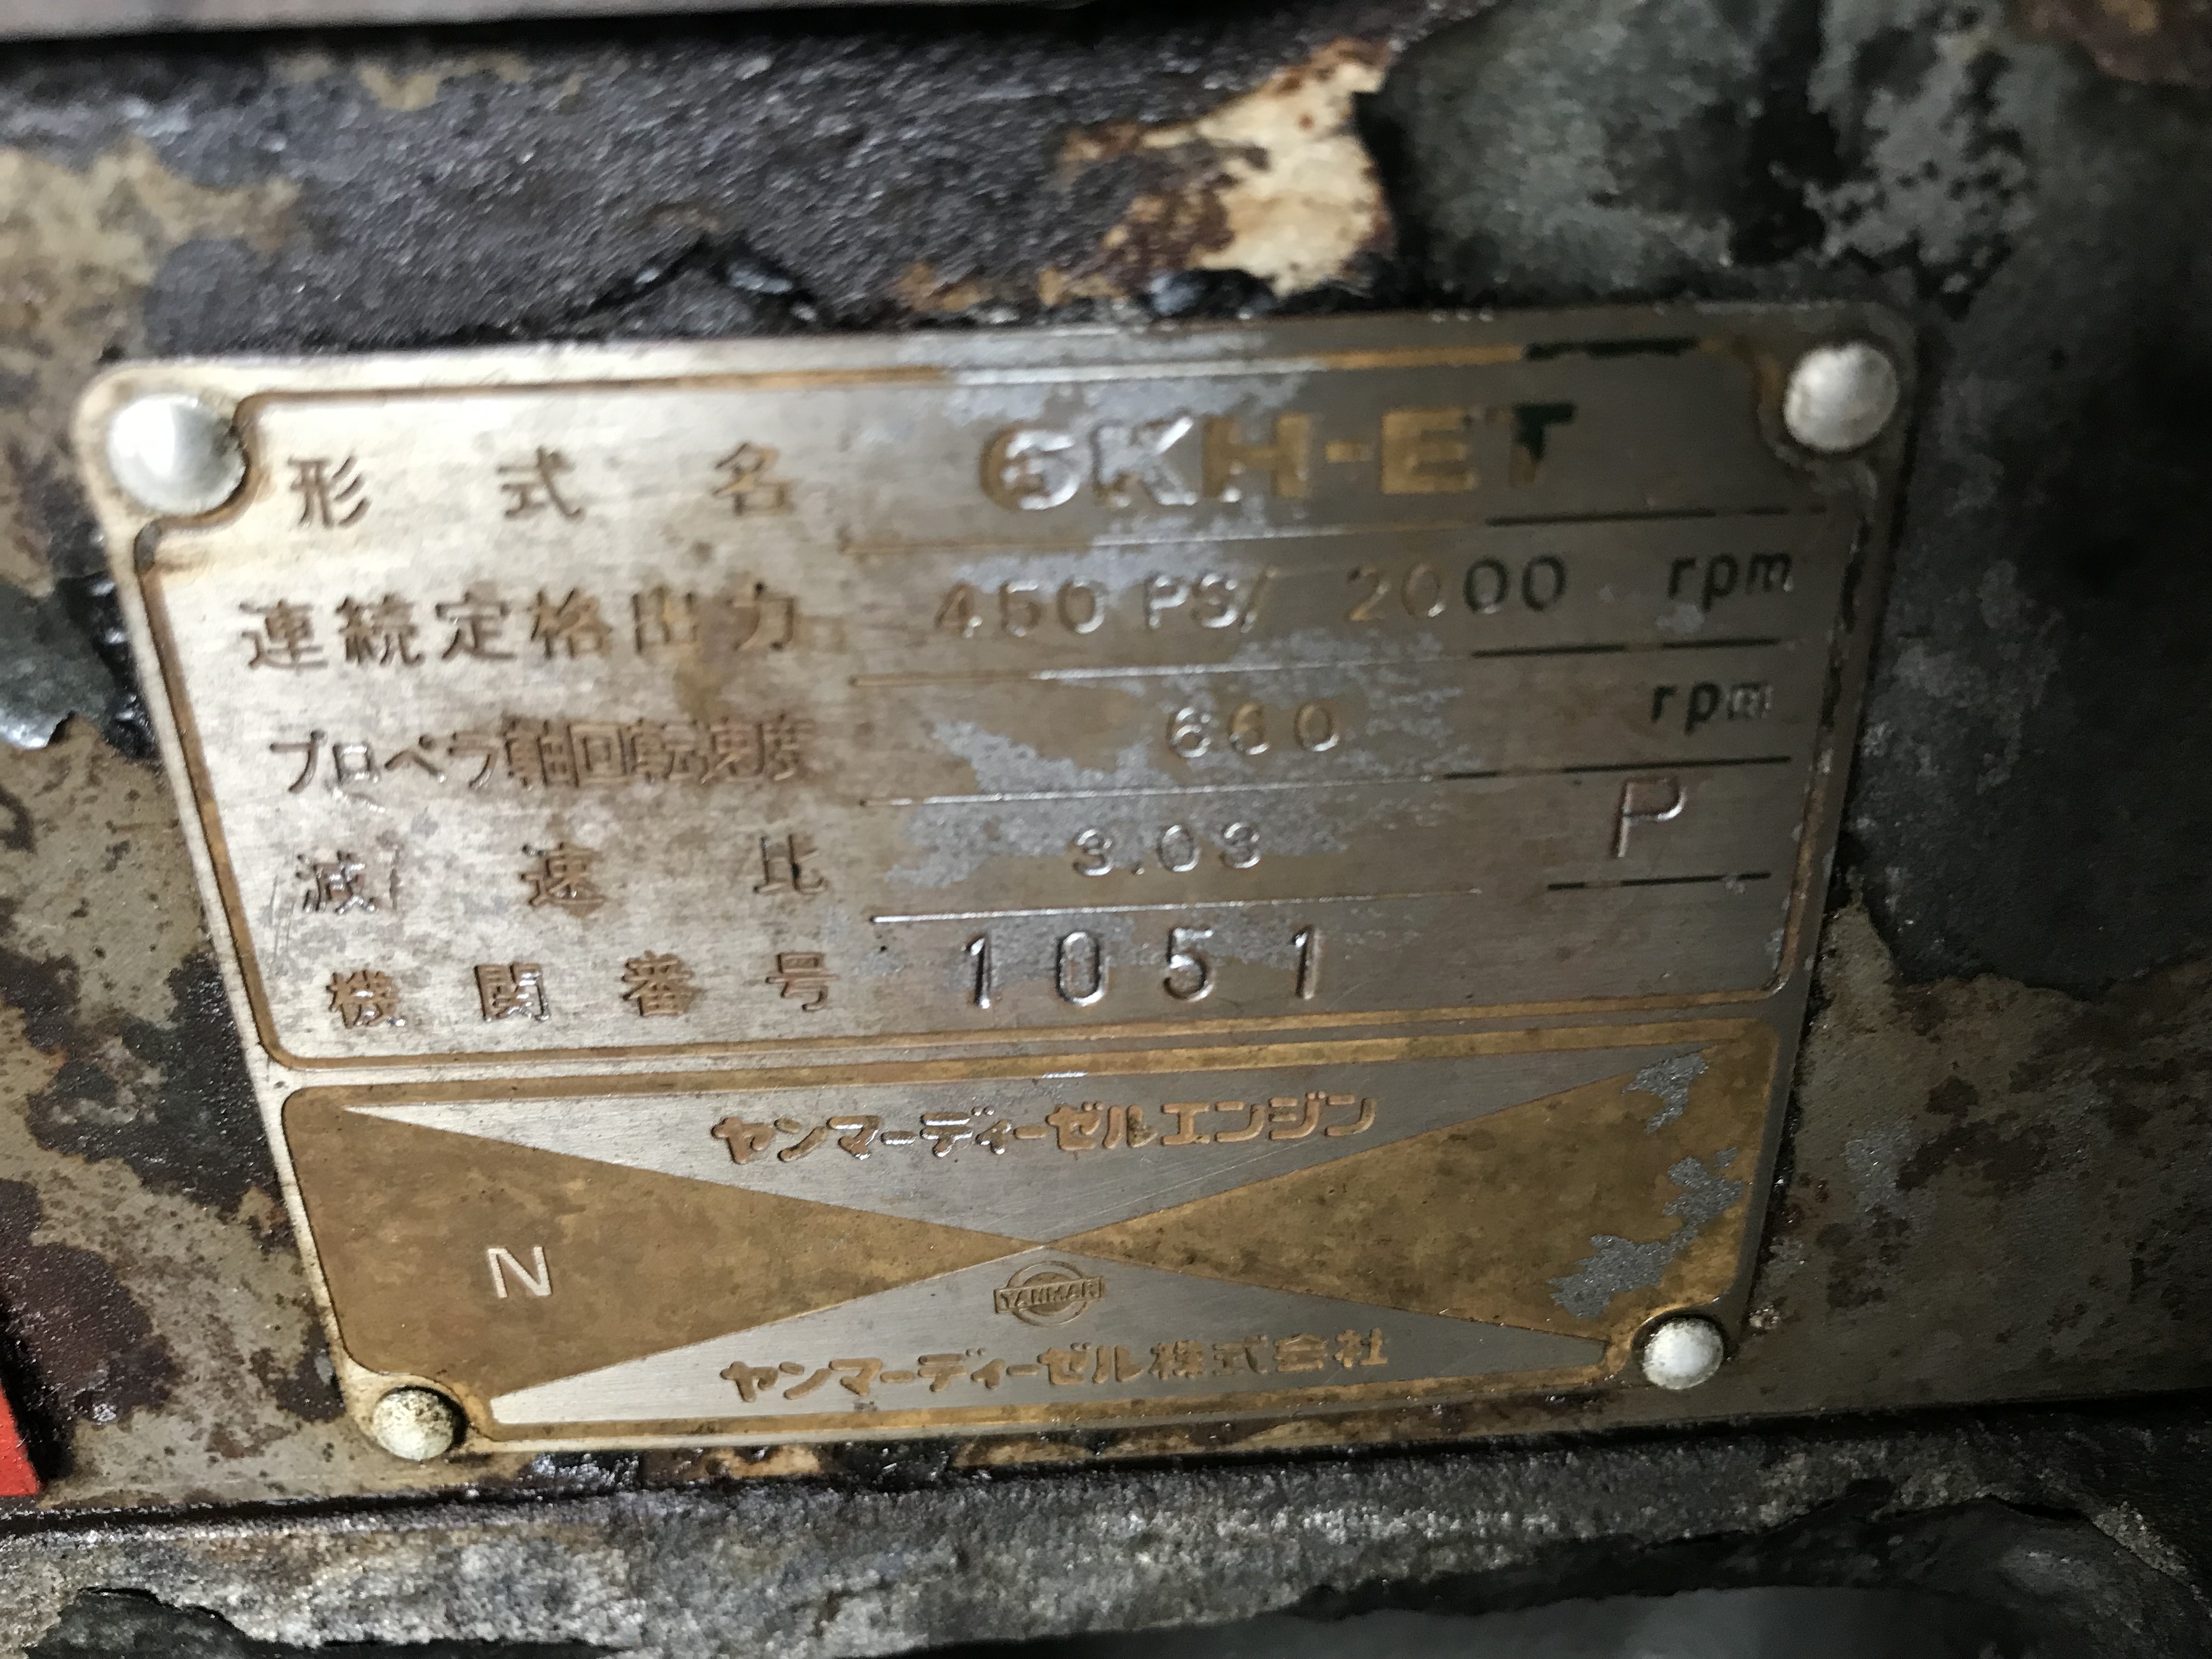 形式名 6KH-ET
連続定格出力 450 PS/ 2000 rpm
プロペラ軸回転速度 660 rpm
減速比 3.03 P
機関番号 1051
ヤンマーディーゼルエンジン
N
YANMAR
ヤンマーディーゼル株式会社